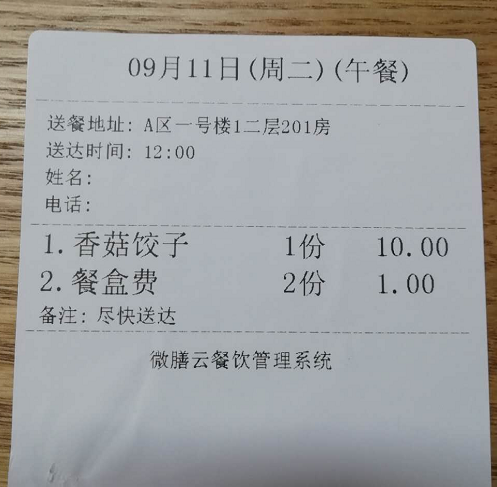 09月11日(周二)(午餐)
送餐地址: A区一号楼1二层201房
送达时间: 12:00
姓名:
电话:
1.香菇饺子 1份 10.00
2.餐盒费 2份 1.00
备注: 尽快送达
微膳云餐饮管理系统